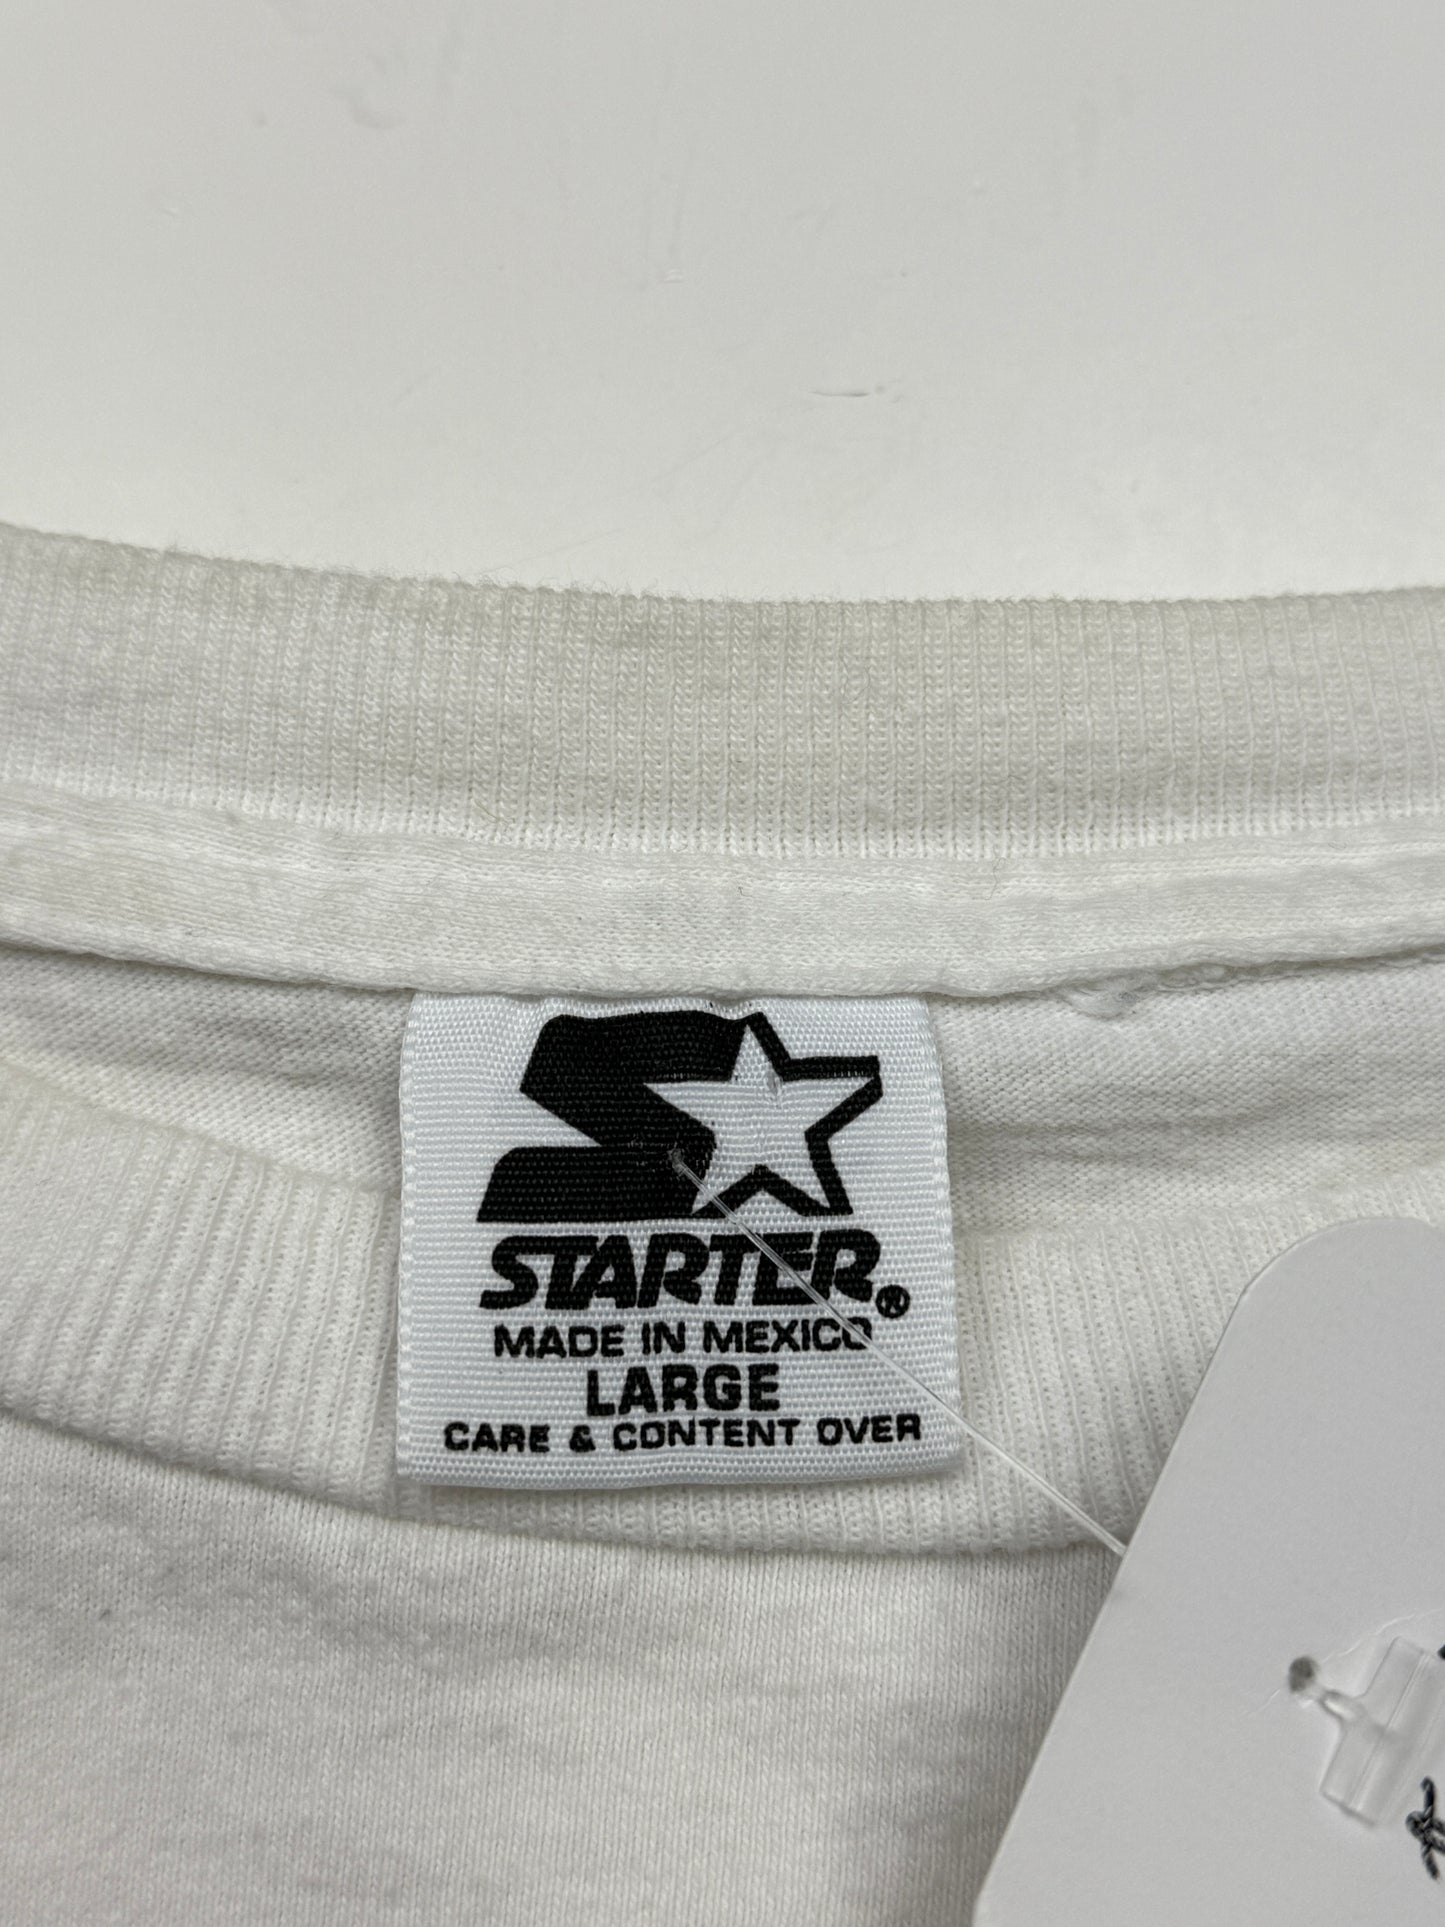 STARTER®
MADE IN MEXICO
LARGE
CARE & CONTENT OVER